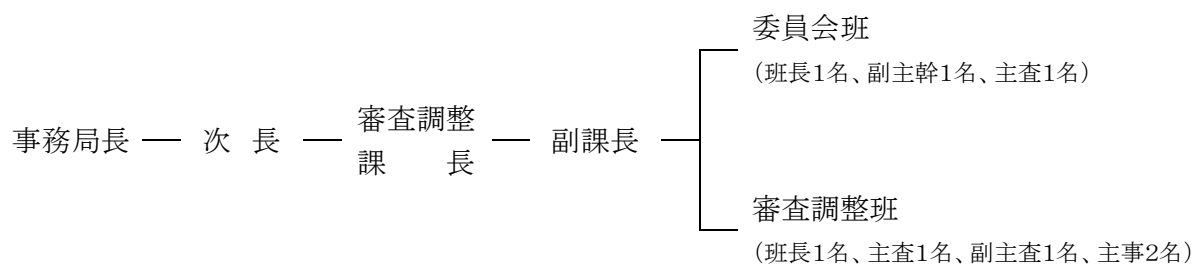 委員会班
(班長1名、副主幹1名、主査1名)
事務局長 ― 次 長 ― 審査調整
課 長 ― 副課長
審査調整班
(班長1名、主査1名、副主査1名、主事2名)